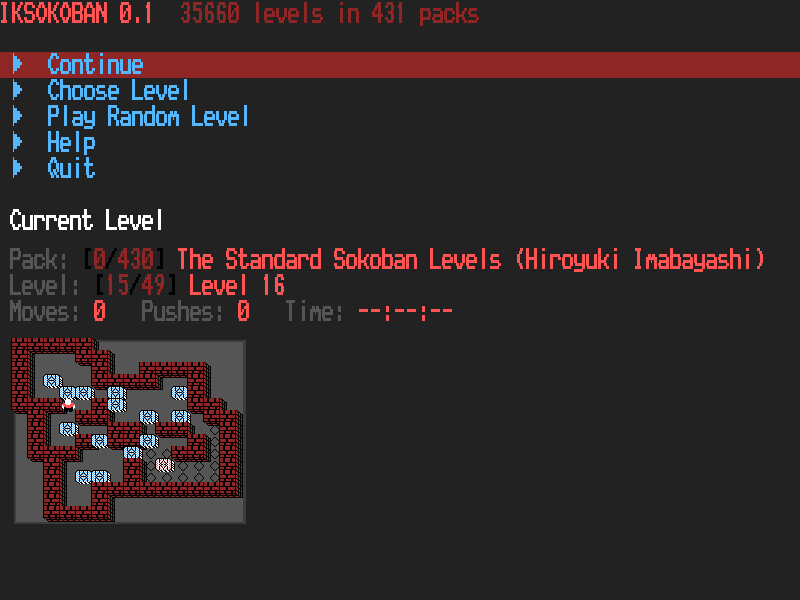 IKSOKOBAN 0.1 35660 levels in 431 packs
Continue
Choose Level
Play Random Level
Help
Quit
Current Level
Pack: [0/430] The Standard Sokoban Levels (Hiroyuki Imabayashi)
Level: [15/49] Level 16
Moves: 0 Pushes: 0 Time: --:--:--